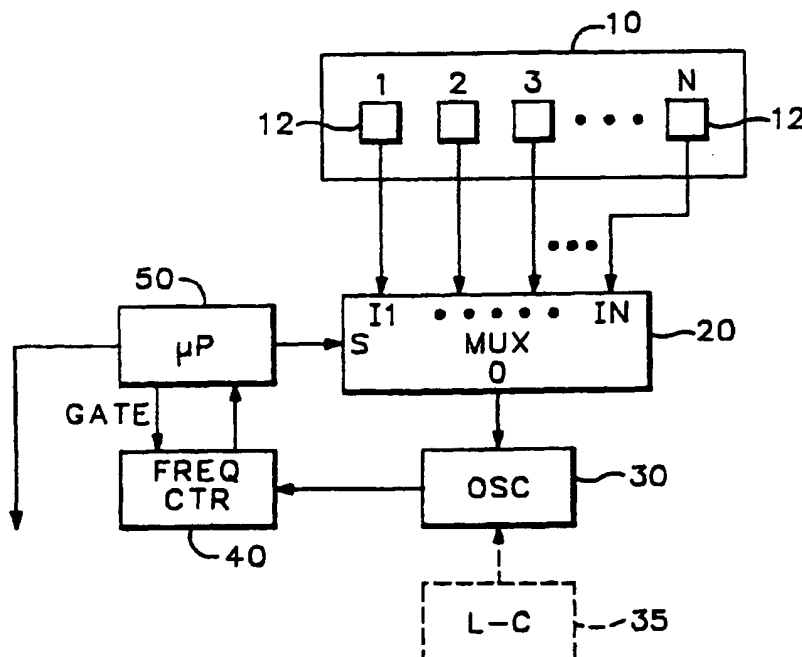 10
1 2 3 N
12 12
50
I1 IN
µP S MUX 20
O
GATE
FREQ
CTR
OSC 30
40
L-C 35